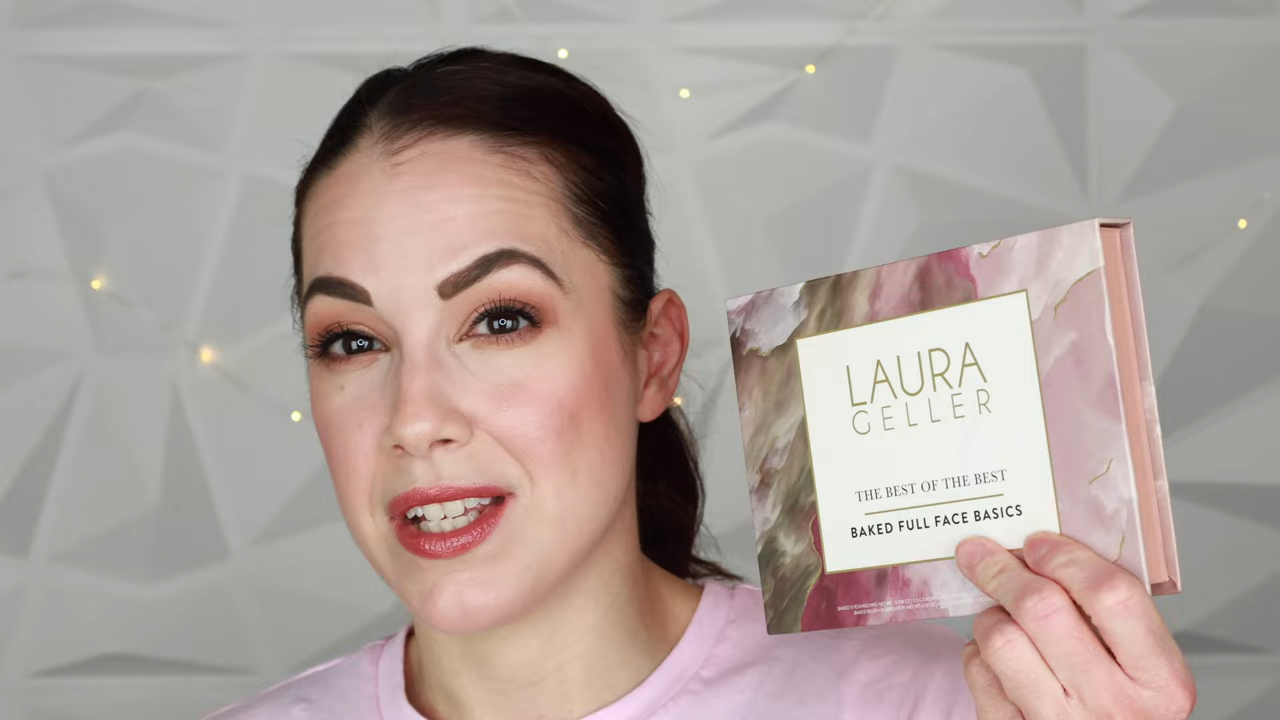 LAURA
GELLER
THE BEST OF THE BEST
BAKED FULL FACE BASICS